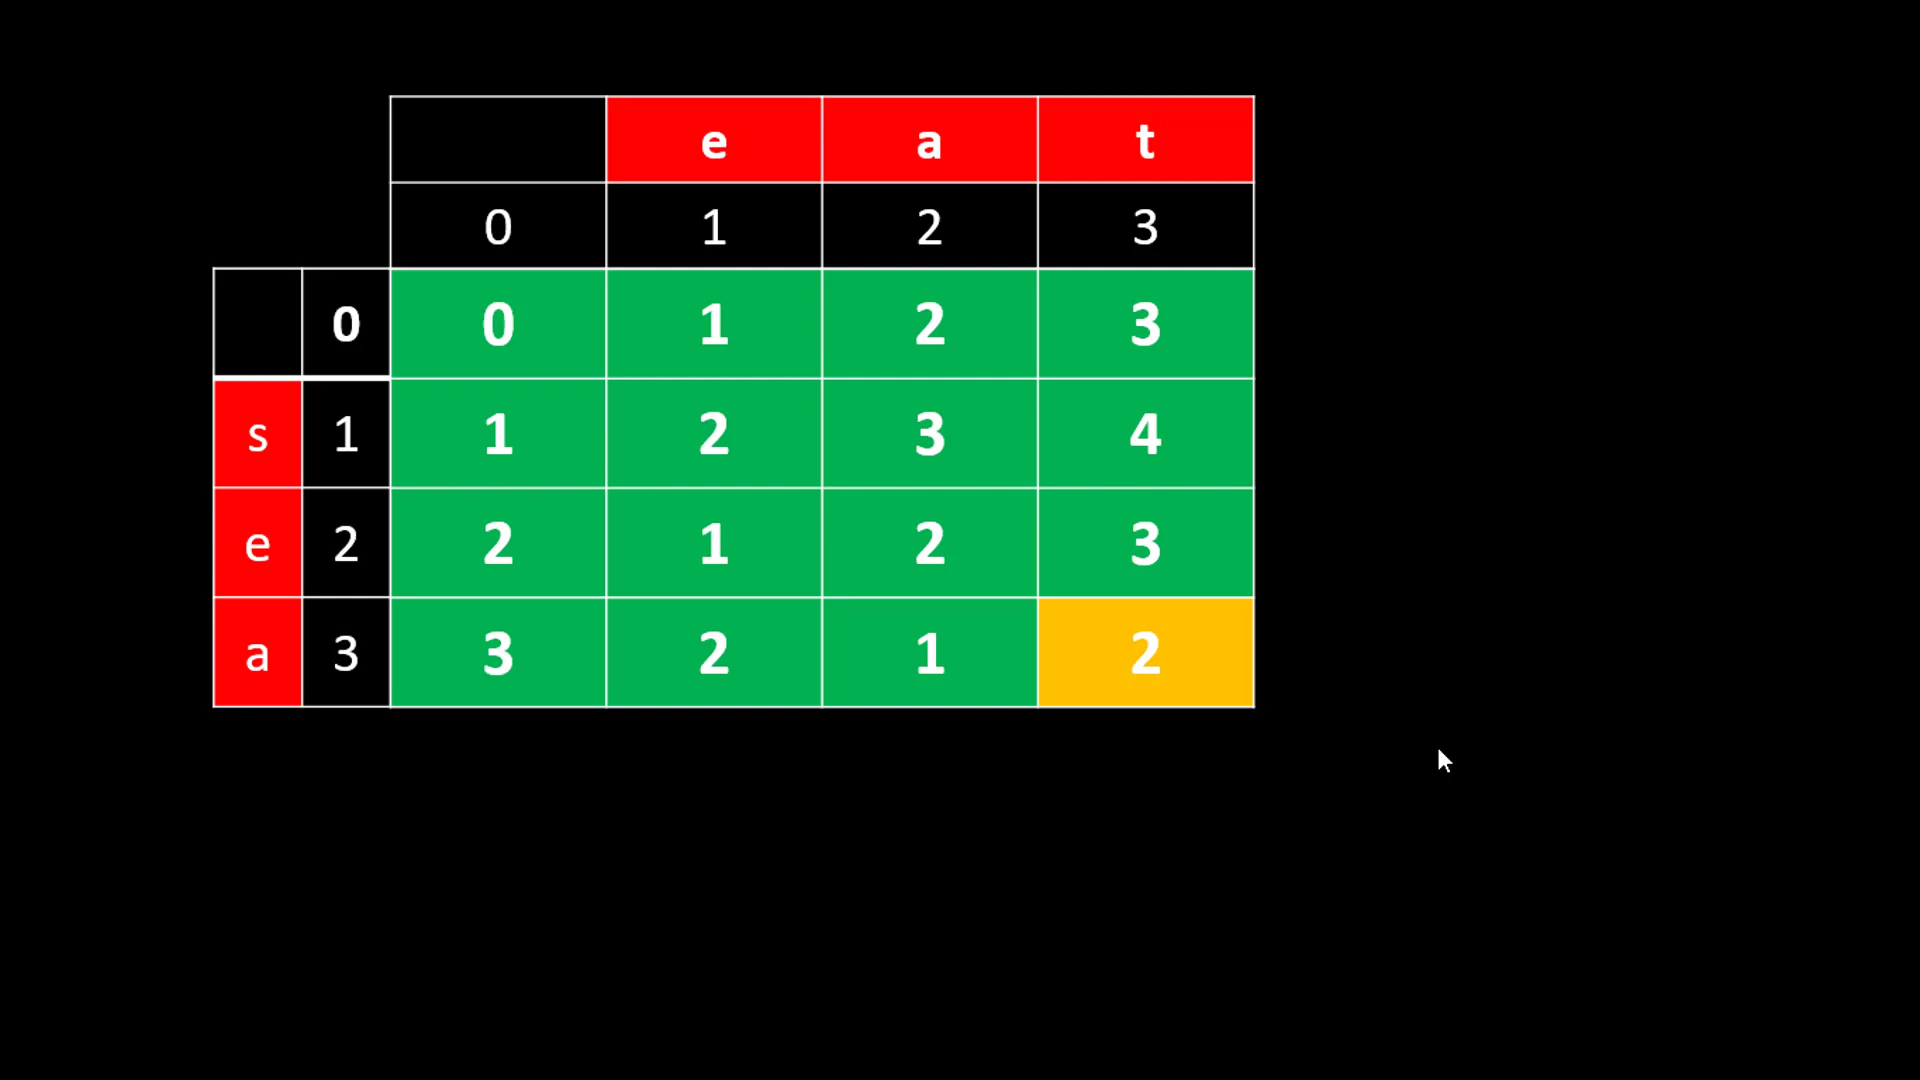 e a t
0 1 2 3
0 0 1 2 3
s 1 1 2 3 4
e 2 2 1 2 3
a 3 3 2 1 2